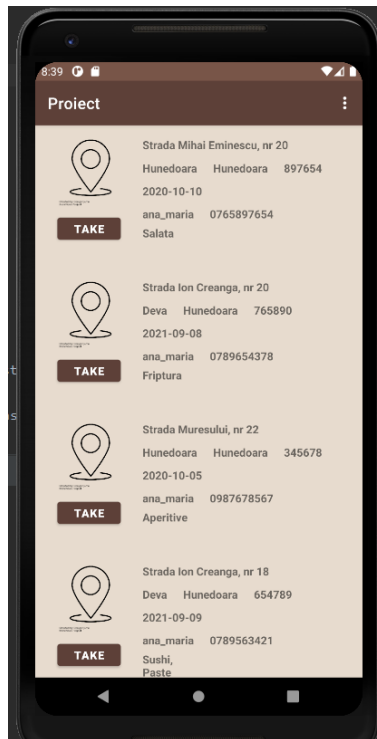 8:39
Proiect
Strada Mihai Eminescu, nr 20
Hunedoara Hunedoara 897654
2020-10-10
ana_maria 0765897654
TAKE
Salata
Strada Ion Creanga, nr 20
Deva Hunedoara 765890
2021-09-08
ana_maria 0789654378
TAKE
Friptura
Strada Muresului, nr 22
Hunedoara Hunedoara 345678
2020-10-05
ana_maria 0987678567
TAKE
Aperitive
Strada Ion Creanga, nr 18
Deva Hunedoara 654789
2021-09-09
ana_maria 0789563421
TAKE
Sushi,
Paste